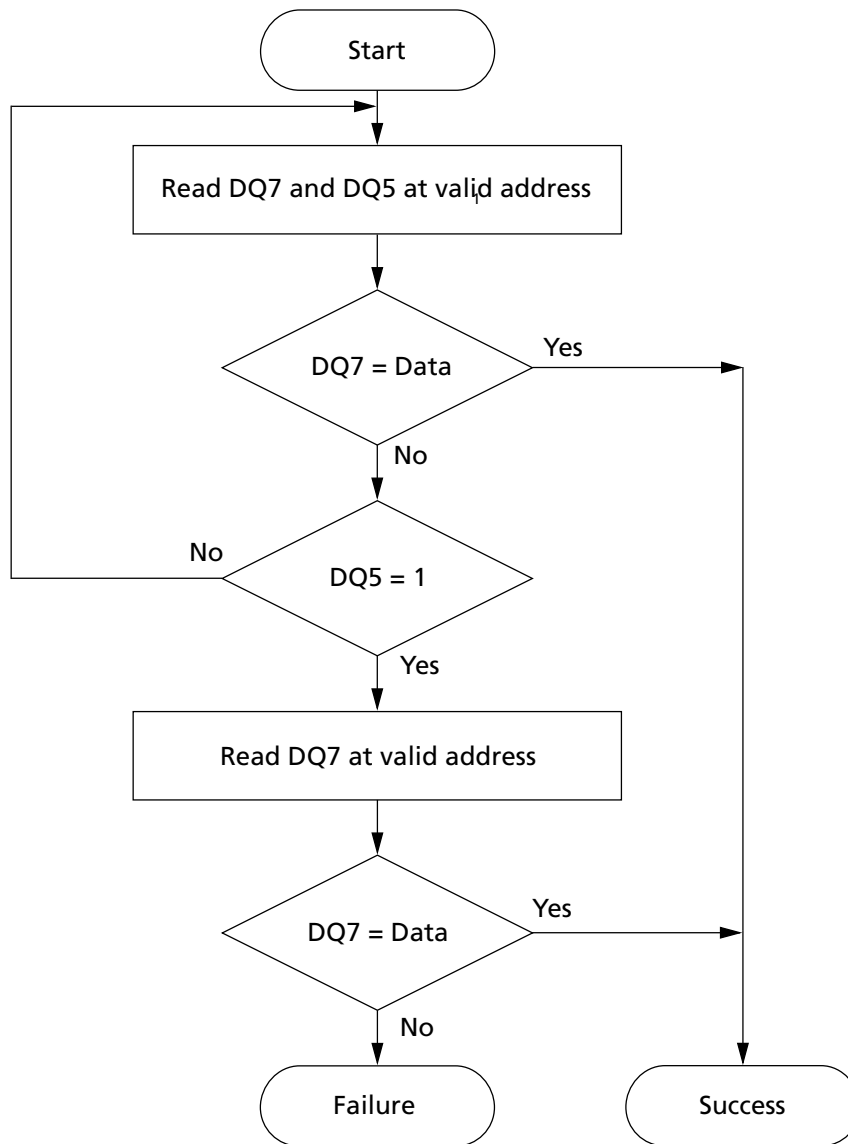 Start
Read DQ7 and DQ5 at valid address
DQ7 = Data
Yes
No
No
DQ5 = 1
Yes
Read DQ7 at valid address
DQ7 = Data
Yes
No
Failure
Success